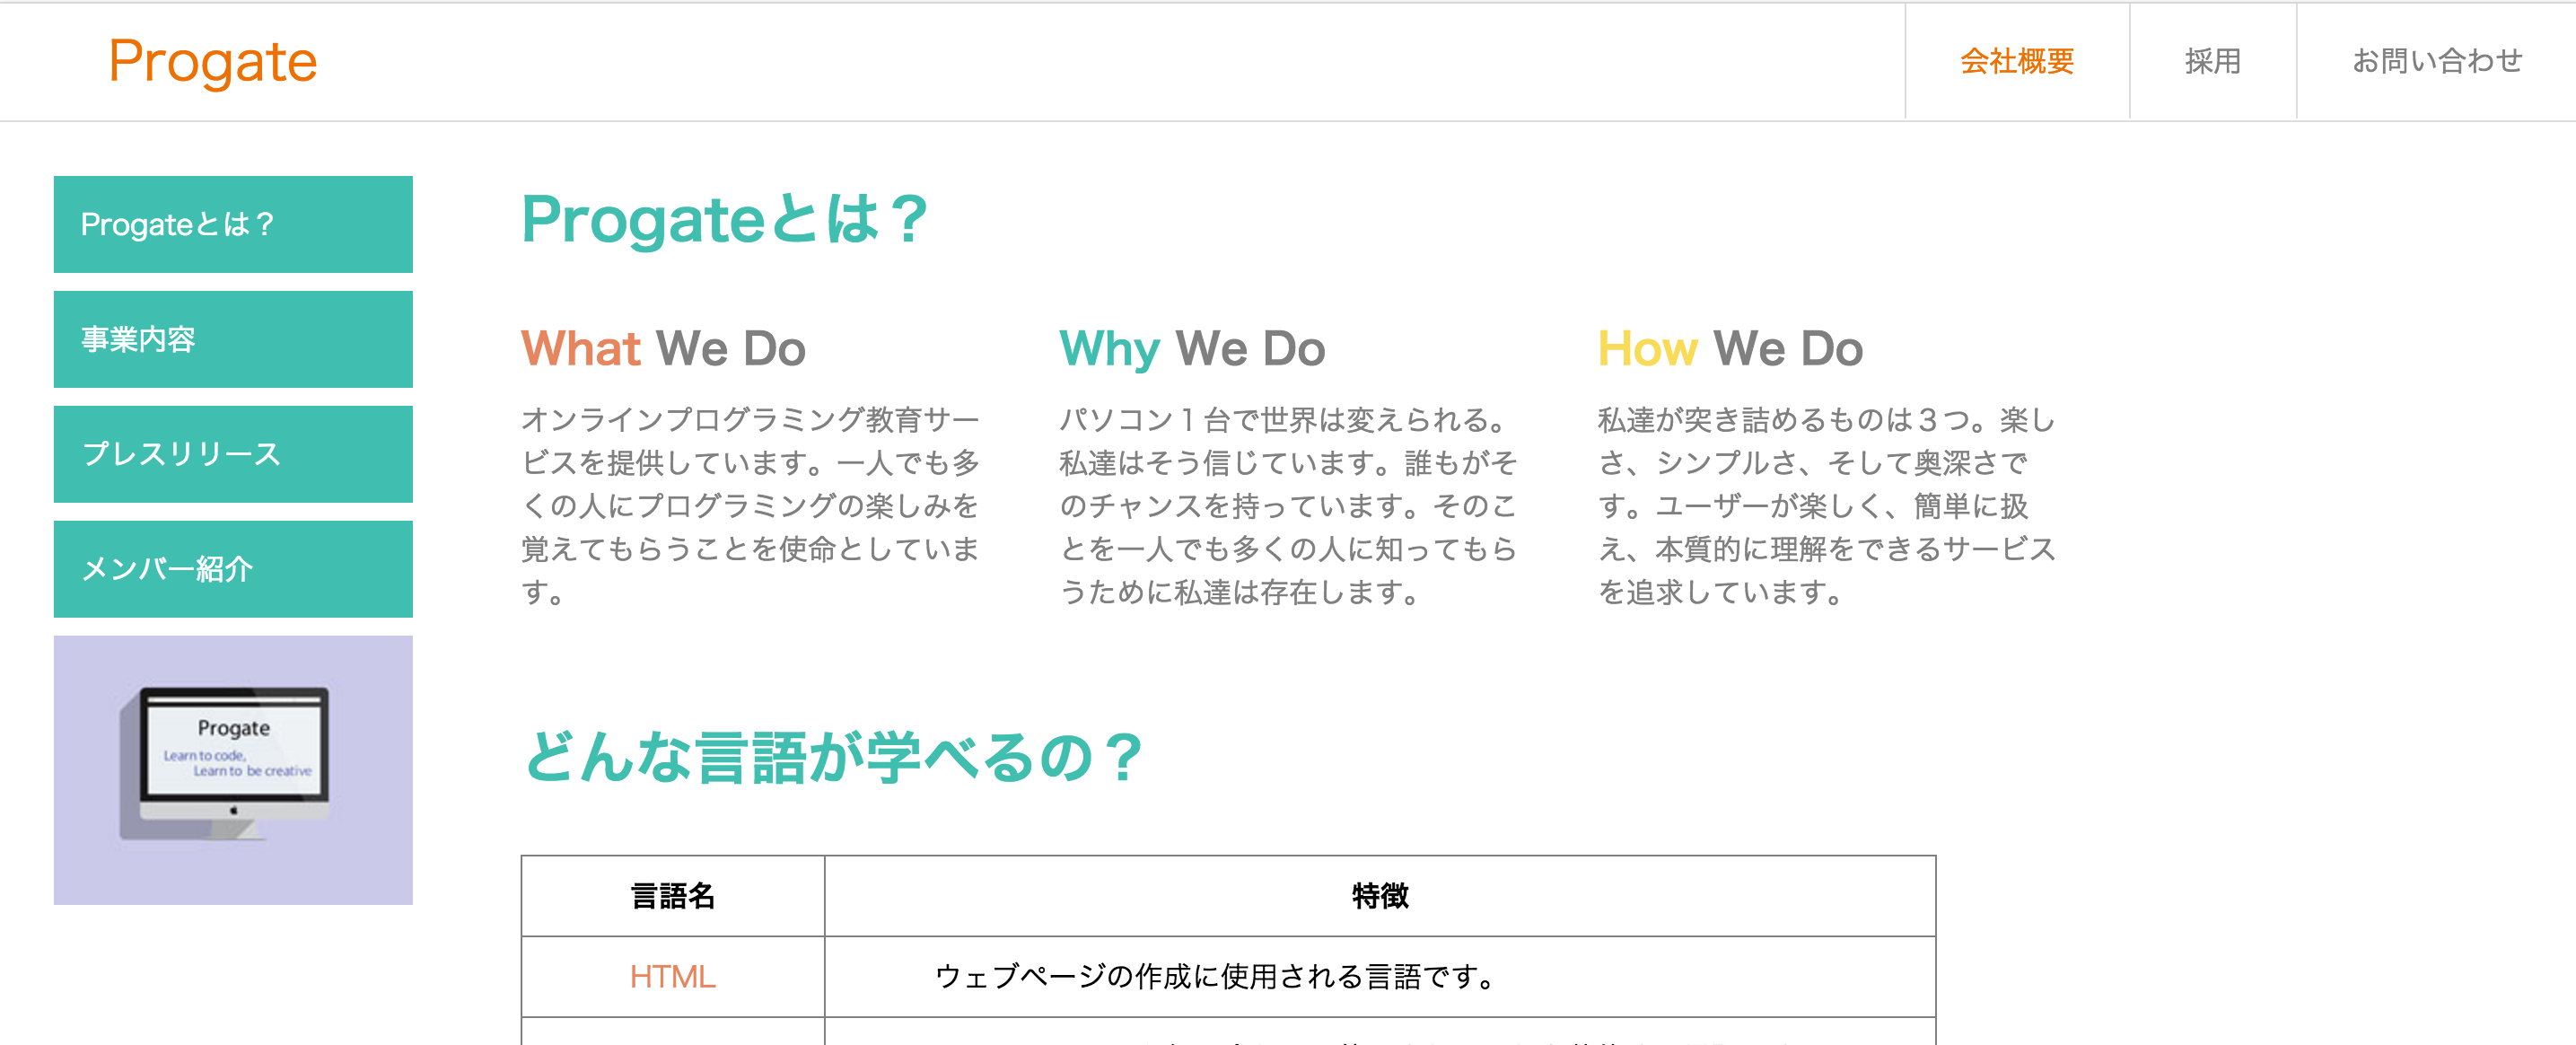 Progate
会社概要
採用
お問い合わせ
Progateとは？
事業内容
プレスリリース
メンバー紹介
Progate
Learn to code,
Learn to be creative
Progateとは？
What We Do
オンラインプログラミング教育サー
ビスを提供しています。一人でも多
くの人にプログラミングの楽しみを
覚えてもらうことを使命としていま
す。
Why We Do
パソコン１台で世界は変えられる。
私達はそう信じています。誰もがそ
のチャンスを持っています。そのこ
とを一人でも多くの人に知ってもら
うために私達は存在します。
How We Do
私達が突き詰めるものは３つ。楽し
さ、シンプルさ、そして奥深さで
す。ユーザーが楽しく、簡単に扱
え、本質的に理解をできるサービス
を追求しています。
どんな言語が学べるの？
言語名
特徴
HTML
ウェブページの作成に使用される言語です。